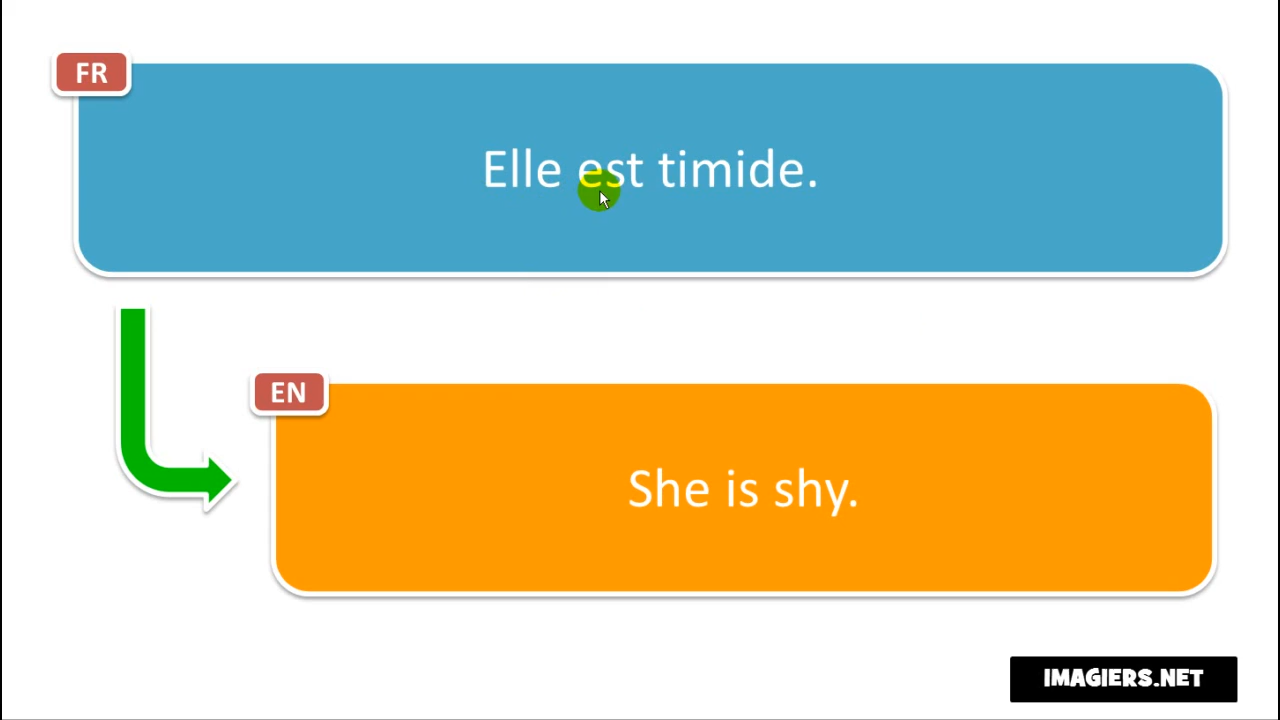 FR
Elle est timide.
EN
She is shy.
IMAGIERS.NET